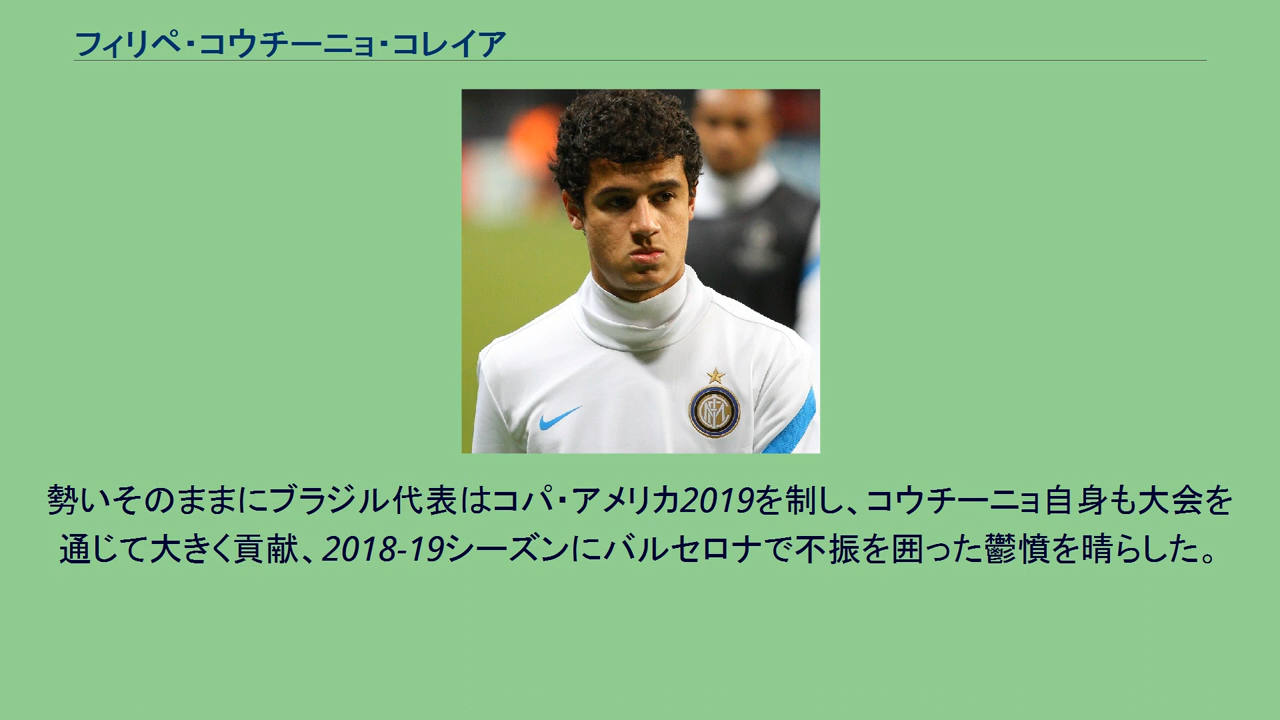 フィリペ・コウチーニョ・コレイア
勢いそのままにブラジル代表はコパ・アメリカ2019を制し、コウチーニョ自身も大会を
通じて大きく貢献、2018-19シーズンにバルセロナで不振を囲った鬱憤を晴らした。